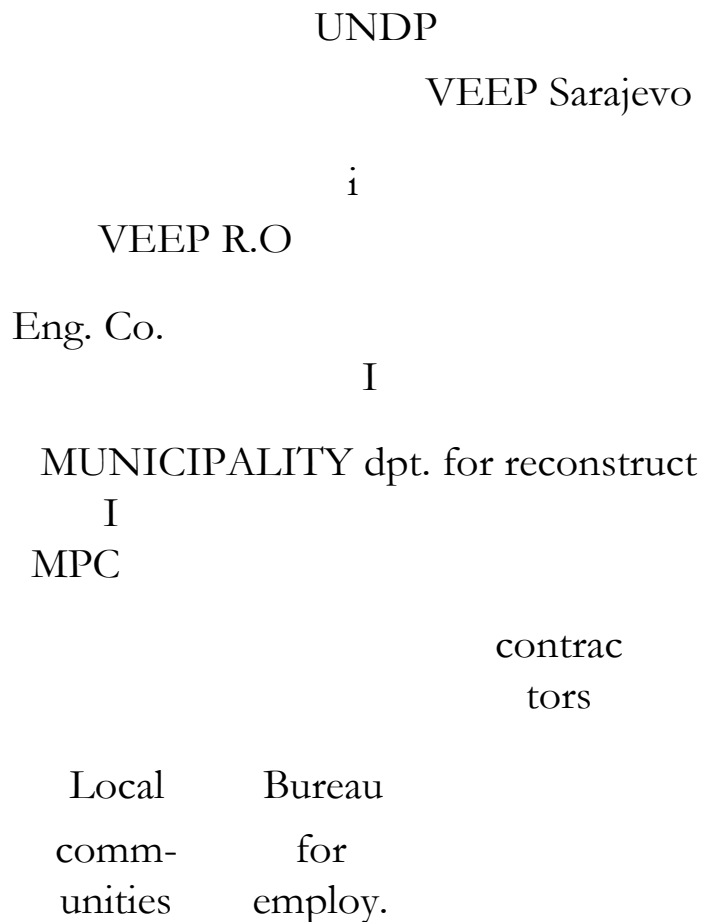 UNDP
VEEP Sarajevo
i
VEEP R.O
Eng. Co.
I
MUNICIPALITY dpt. for reconstruct
I
MPC
contrac
tors
Local Bureau
comm- for
unities employ.